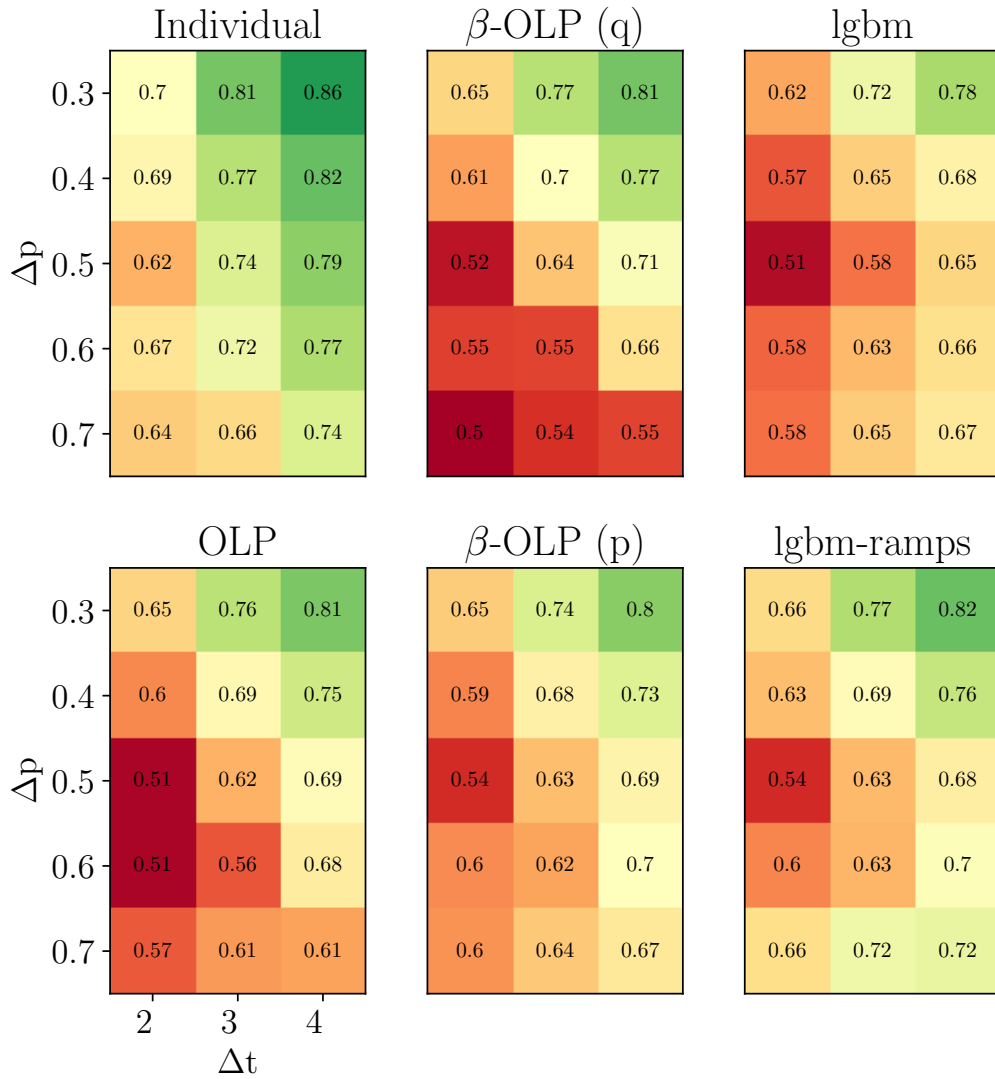 Individual β-OLP (q) lgbm
0.3 0.7 0.81 0.86 0.65 0.77 0.81 0.62 0.72 0.78
0.4 0.69 0.77 0.82 0.61 0.7 0.77 0.57 0.65 0.68
Δp
0.5 0.62 0.74 0.79 0.52 0.64 0.71 0.51 0.58 0.65
0.6 0.67 0.72 0.77 0.55 0.55 0.66 0.58 0.63 0.66
0.7 0.64 0.66 0.74 0.5 0.54 0.55 0.58 0.65 0.67
OLP β-OLP (p) lgbm-ramps
0.3 0.65 0.76 0.81 0.65 0.74 0.8 0.66 0.77 0.82
0.4 0.6 0.69 0.75 0.59 0.68 0.73 0.63 0.69 0.76
Δp
0.5 0.51 0.62 0.69 0.54 0.63 0.69 0.54 0.63 0.68
0.6 0.51 0.56 0.68 0.6 0.62 0.7 0.6 0.63 0.7
0.7 0.57 0.61 0.61 0.6 0.64 0.67 0.66 0.72 0.72
2 3 4
Δt